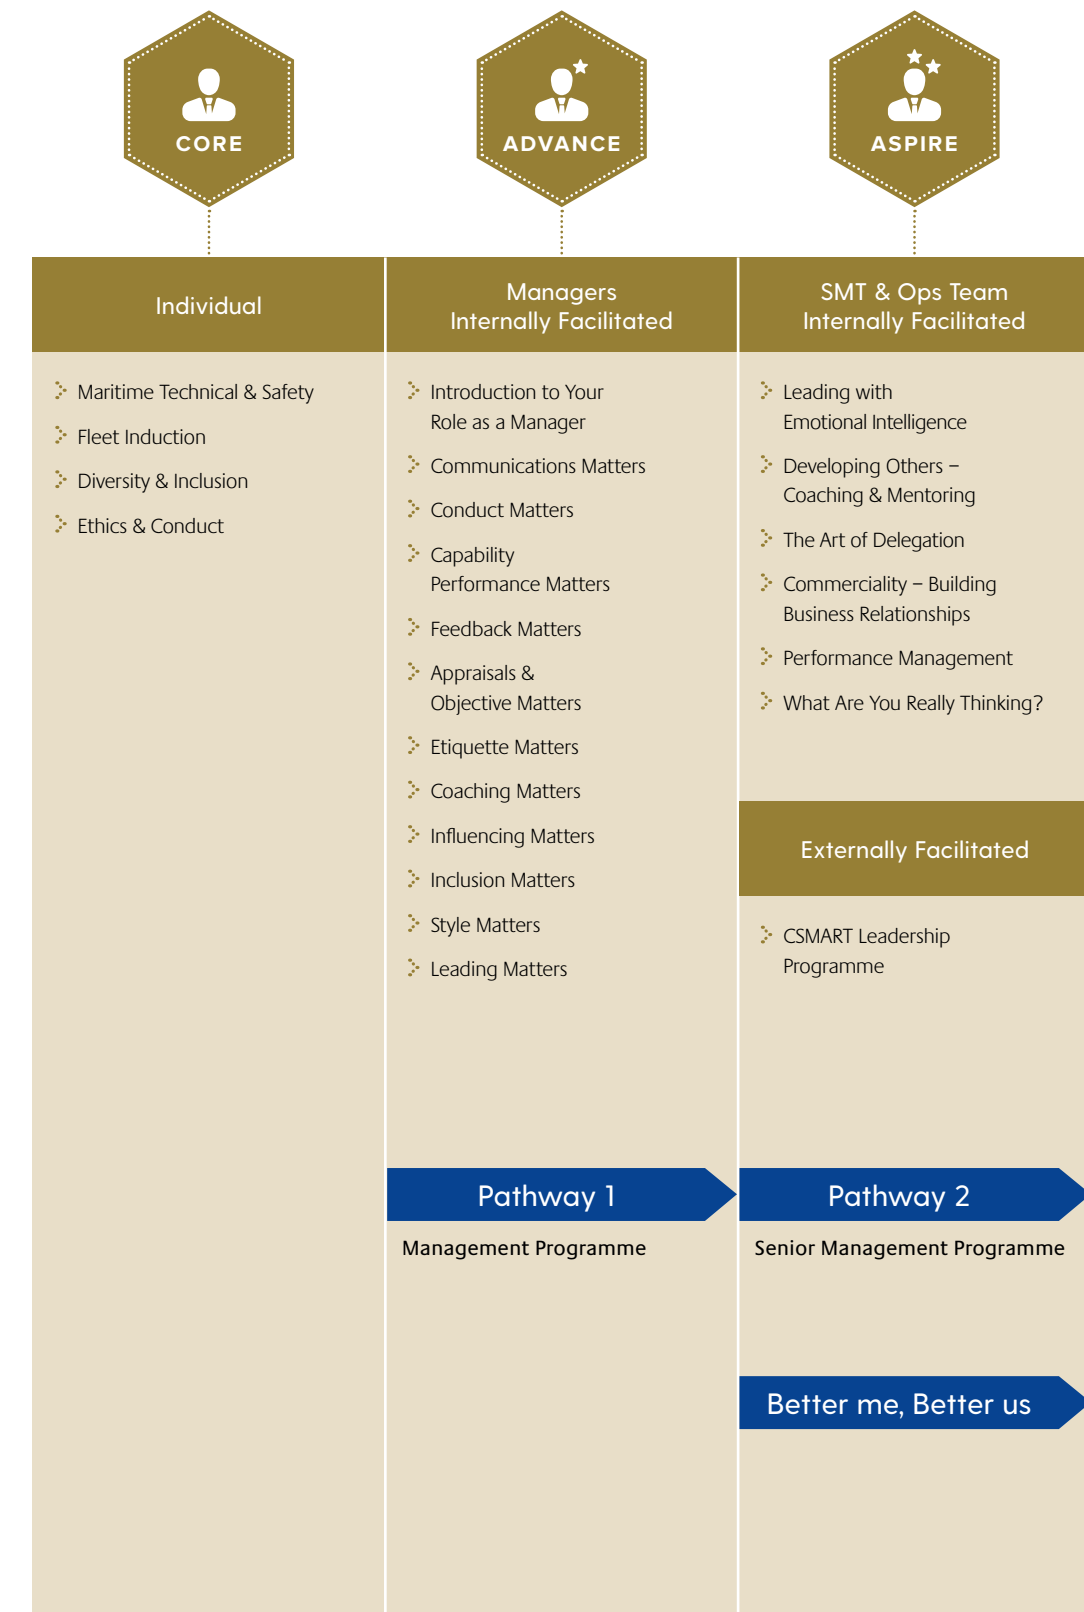 CORE
ADVANCE
ASPIRE
Individual
Maritime Technical & Safety
Fleet Induction
Diversity & Inclusion
Ethics & Conduct
Managers
Internally Facilitated
Introduction to Your
Role as a Manager
Communications Matters
Conduct Matters
Capability
Performance Matters
Feedback Matters
Appraisals &
Objective Matters
Etiquette Matters
Coaching Matters
Influencing Matters
Inclusion Matters
Style Matters
Leading Matters
Pathway 1
Management Programme
SMT & Ops Team
Internally Facilitated
Leading with
Emotional Intelligence
Developing Others –
Coaching & Mentoring
The Art of Delegation
Commerciality – Building
Business Relationships
Performance Management
What Are You Really Thinking?
Externally Facilitated
CSMART Leadership
Programme
Pathway 2
Senior Management Programme
Better me, Better us